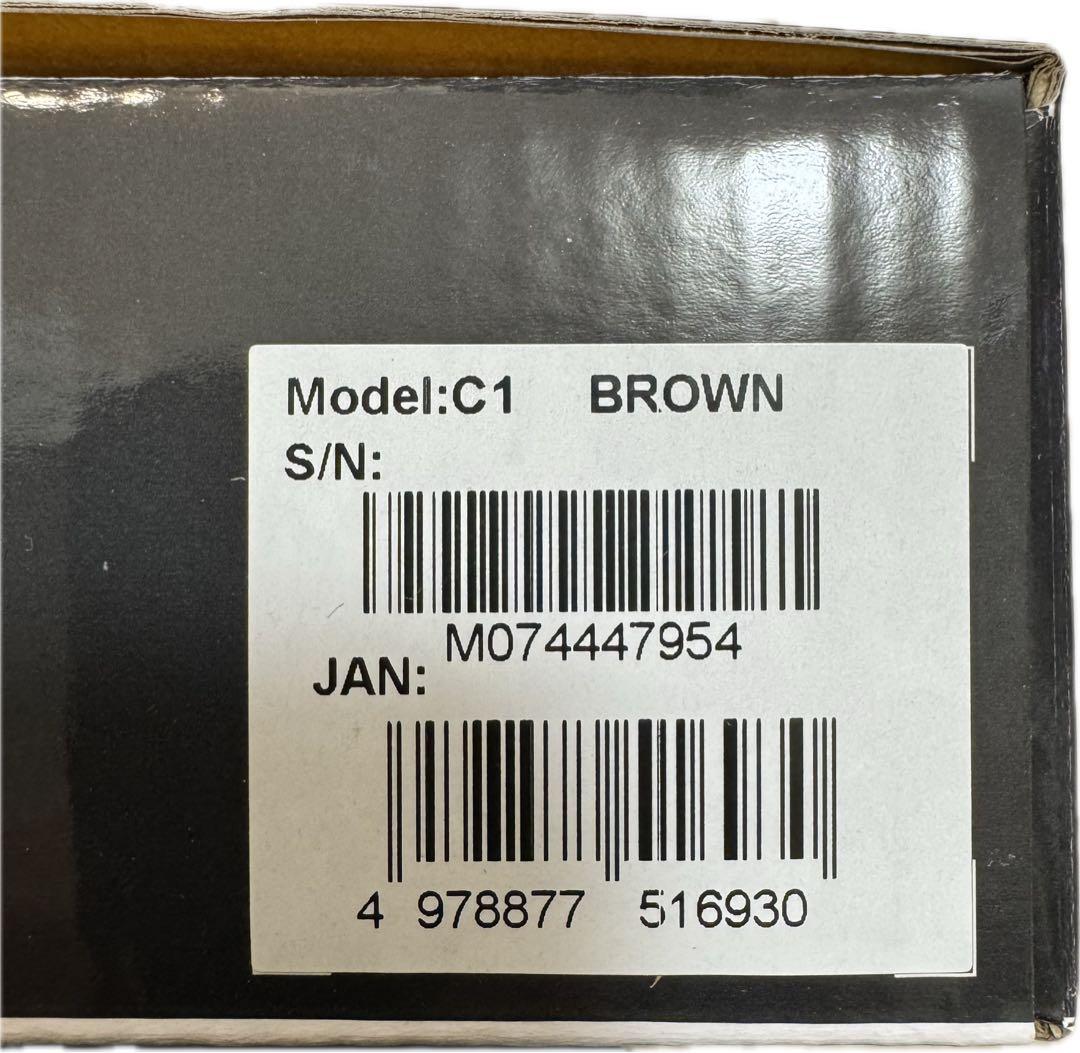 Model:C1 BROWN
S/N:
M074447954
JAN:
4 978877 516930